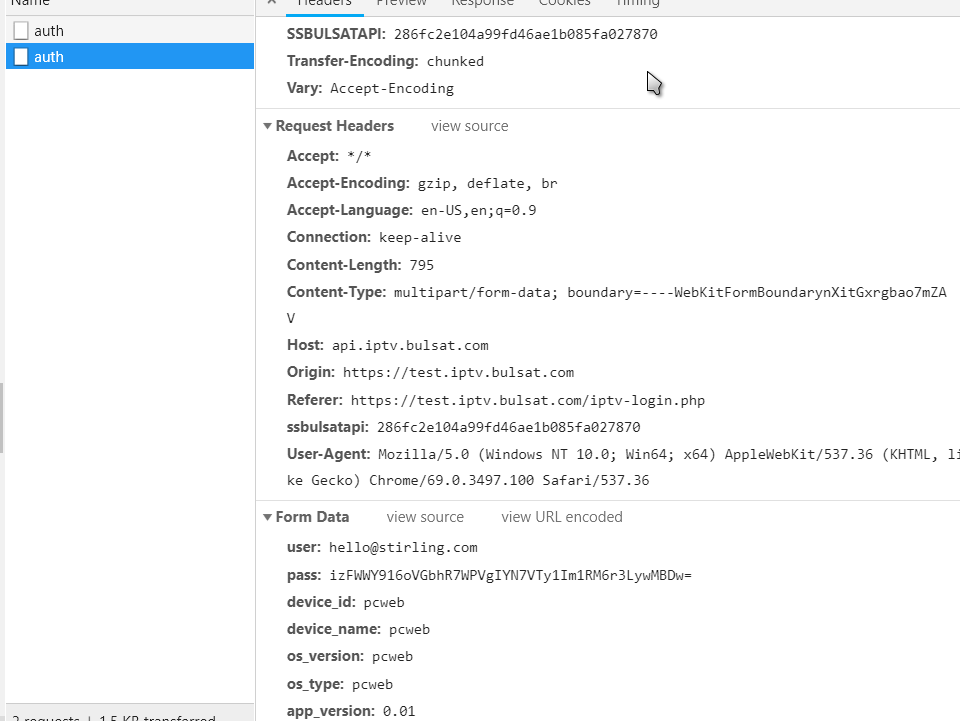 Name
auth
auth
2 requests | 1.5 KB transferred
× Headers Preview Response Cookies Timing
SSBULSATAPI: 286fc2e104a99fd46ae1b085fa027870
Transfer-Encoding: chunked
Vary: Accept-Encoding
Request Headers view source
Accept: */*
Accept-Encoding: gzip, deflate, br
Accept-Language: en-US,en;q=0.9
Connection: keep-alive
Content-Length: 795
Content-Type: multipart/form-data; boundary=----WebKitFormBoundarynXitGxrgbao7mZA
V
Host: api.iptv.bulsat.com
Origin: https://test.iptv.bulsat.com
Referer: https://test.iptv.bulsat.com/iptv-login.php
ssbulsatapi: 286fc2e104a99fd46ae1b085fa027870
User-Agent: Mozilla/5.0 (Windows NT 10.0; Win64; x64) AppleWebKit/537.36 (KHTML, li
ke Gecko) Chrome/69.0.3497.100 Safari/537.36
Form Data view source view URL encoded
user: hello@stirling.com
pass: izFWWY916oVGbhR7WPVgIYN7VTy1Im1RM6r3LywMBDw=
device_id: pcweb
device_name: pcweb
os_version: pcweb
os_type: pcweb
app_version: 0.01